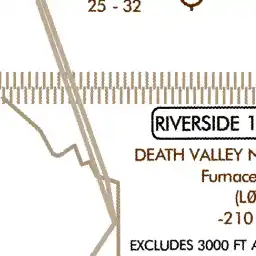 25 - 32
RIVERSIDE 1
DEATH VALLEY N
Furnace
(LØ
-210
EXCLUDES 3000 FT A